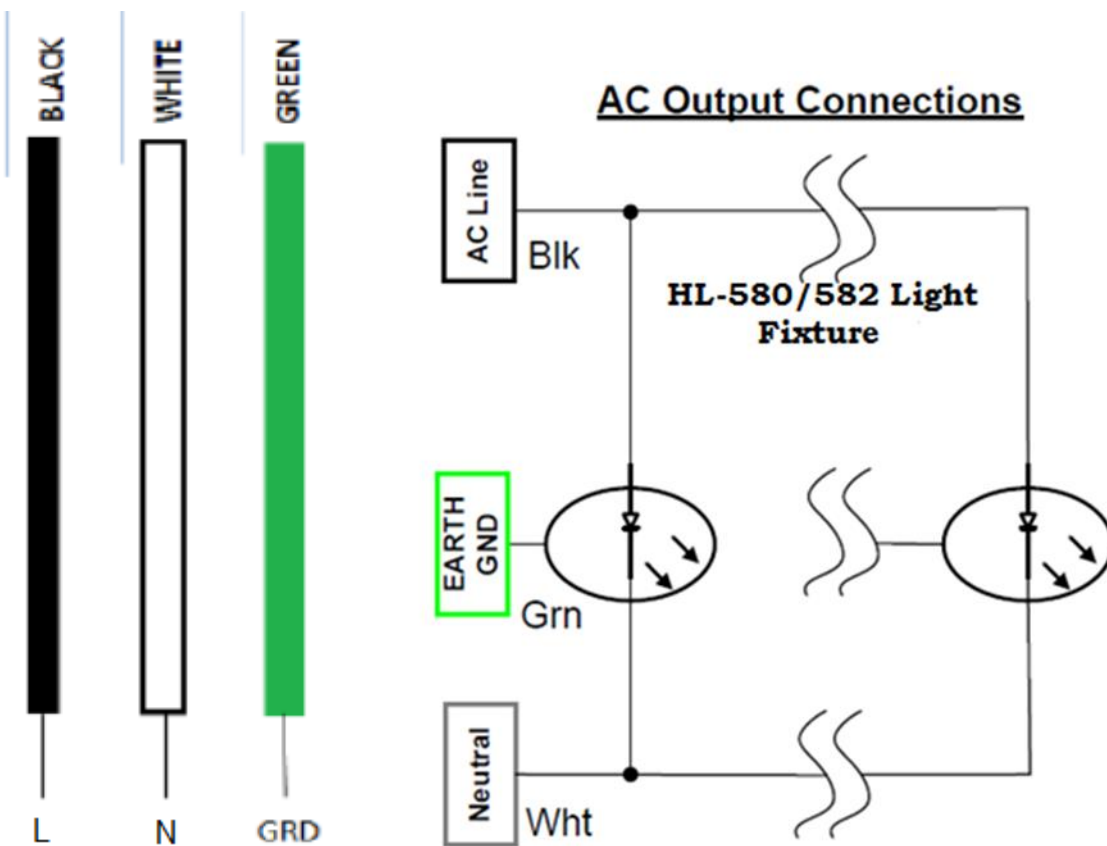 BLACK
WHITE
GREEN
L
N
GRD
AC Output Connections
AC Line
Blk
HL-580/582 Light
Fixture
EARTH
GND
Grn
Neutral
Wht